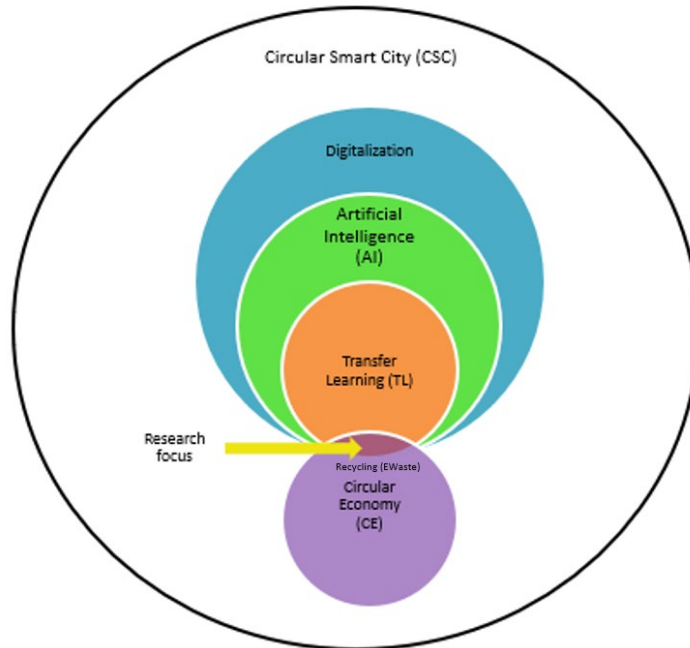 Circular Smart City (CSC)
Digitalization
Artificial
Intelligence
(AI)
Transfer
Learning (TL)
Research
focus
Recycling (EWaste)
Circular
Economy
(CE)